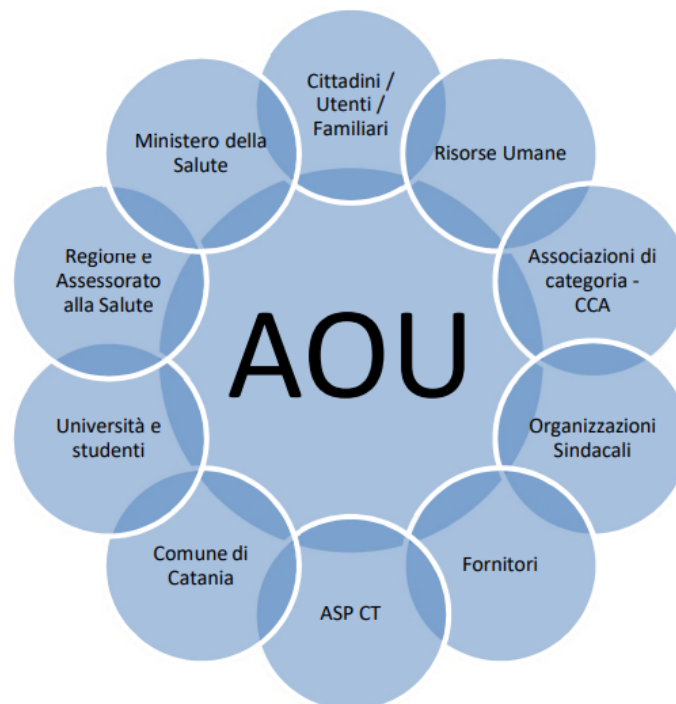 Cittadini /
Utenti /
Familiari
Risorse Umane
Associazioni di
categoria -
CCA
Organizzazioni
Sindacali
Fornitori
ASP CT
Comune di
Catania
Università e
studenti
Regione e
Assessorato
alla Salute
Ministero della
Salute
AOU